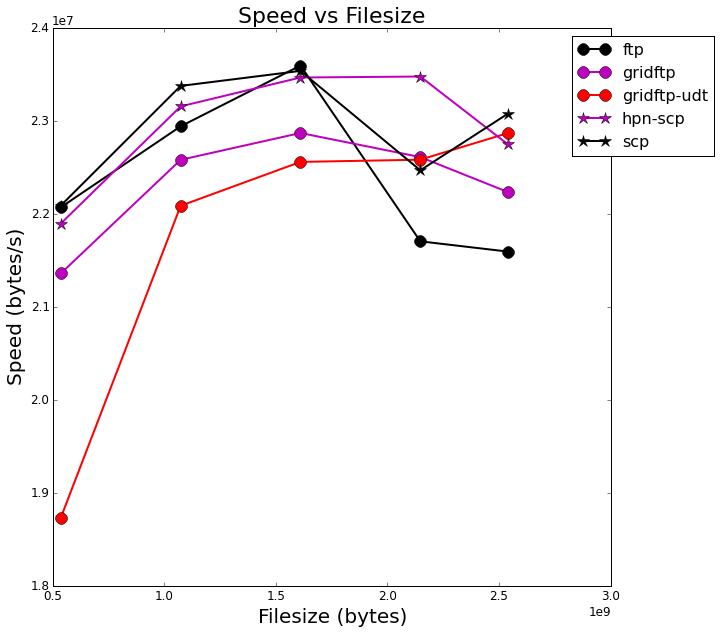 Speed vs Filesize
1e7
2.4
2.3
2.2
2.1
2.0
1.9
1.8
Speed (bytes/s)
0.5 1.0 1.5 2.0 2.5 3.0
1e9
Filesize (bytes)
ftp
gridftp
gridftp-udt
hpn-scp
scp